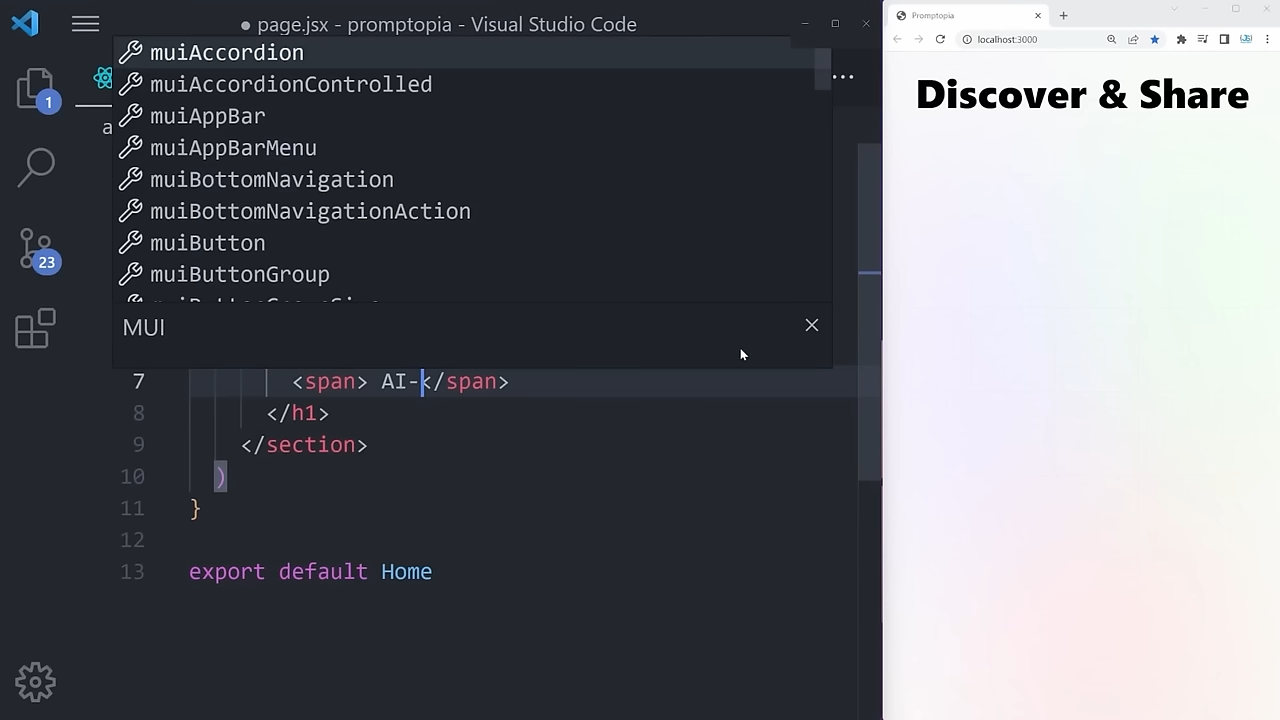 ● page.jsx - promptopia - Visual Studio Code
muiAccordion
muiAccordionControlled
muiAppBar
muiAppBarMenu
muiBottomNavigation
muiBottomNavigationAction
muiButton
muiButtonGroup
MUI
1
23
a
7 <span> AI-</span>
8 </h1>
9 </section>
10 )
11 }
12
13 export default Home
Promptopia
localhost:3000
Discover & Share